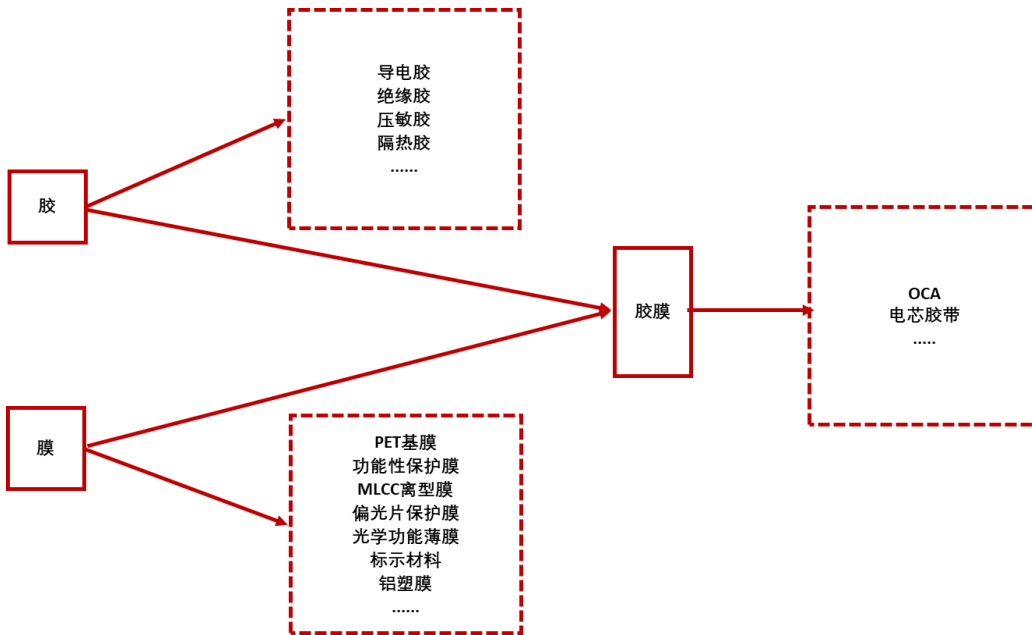 导电胶
绝缘胶
压敏胶
隔热胶
......
胶
胶膜
OCA
电芯胶带
.....
膜
PET基膜
功能性保护膜
MLCC离型膜
偏光片保护膜
光学功能薄膜
标示材料
铝塑膜
......